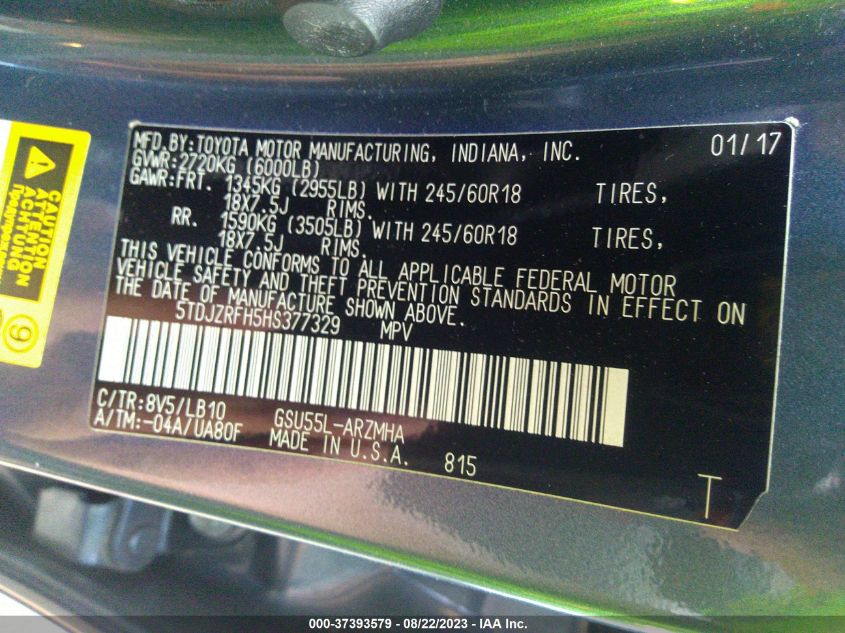 CAUTION
ATTENTION
ACHTUNG
9
MFD.BY:TOYOTA MOTOR MANUFACTURING, INDIANA, INC. 01/17
GVWR:2720KG (6000LB)
GAWR:FRT. 1345KG (2955LB) WITH 245/60R18 TIRES,
18X7.5J RIMS.
RR. 1590KG (3505LB) WITH 245/60R18 TIRES,
18X7.5J RIMS.
THIS VEHICLE CONFORMS TO ALL APPLICABLE FEDERAL MOTOR
VEHICLE SAFETY AND THEFT PREVENTION STANDARDS IN EFFECT ON
THE DATE OF MANUFACTURE SHOWN ABOVE.
5TDJZRFH5HS377329 MPV
C/TR:8V5/LB10 GSU55L-ARZMHA
A/TM:-04A/UA80F MADE IN U.S.A. 815
T
000-37393579 / 08/22/2023 - IAA Inc.